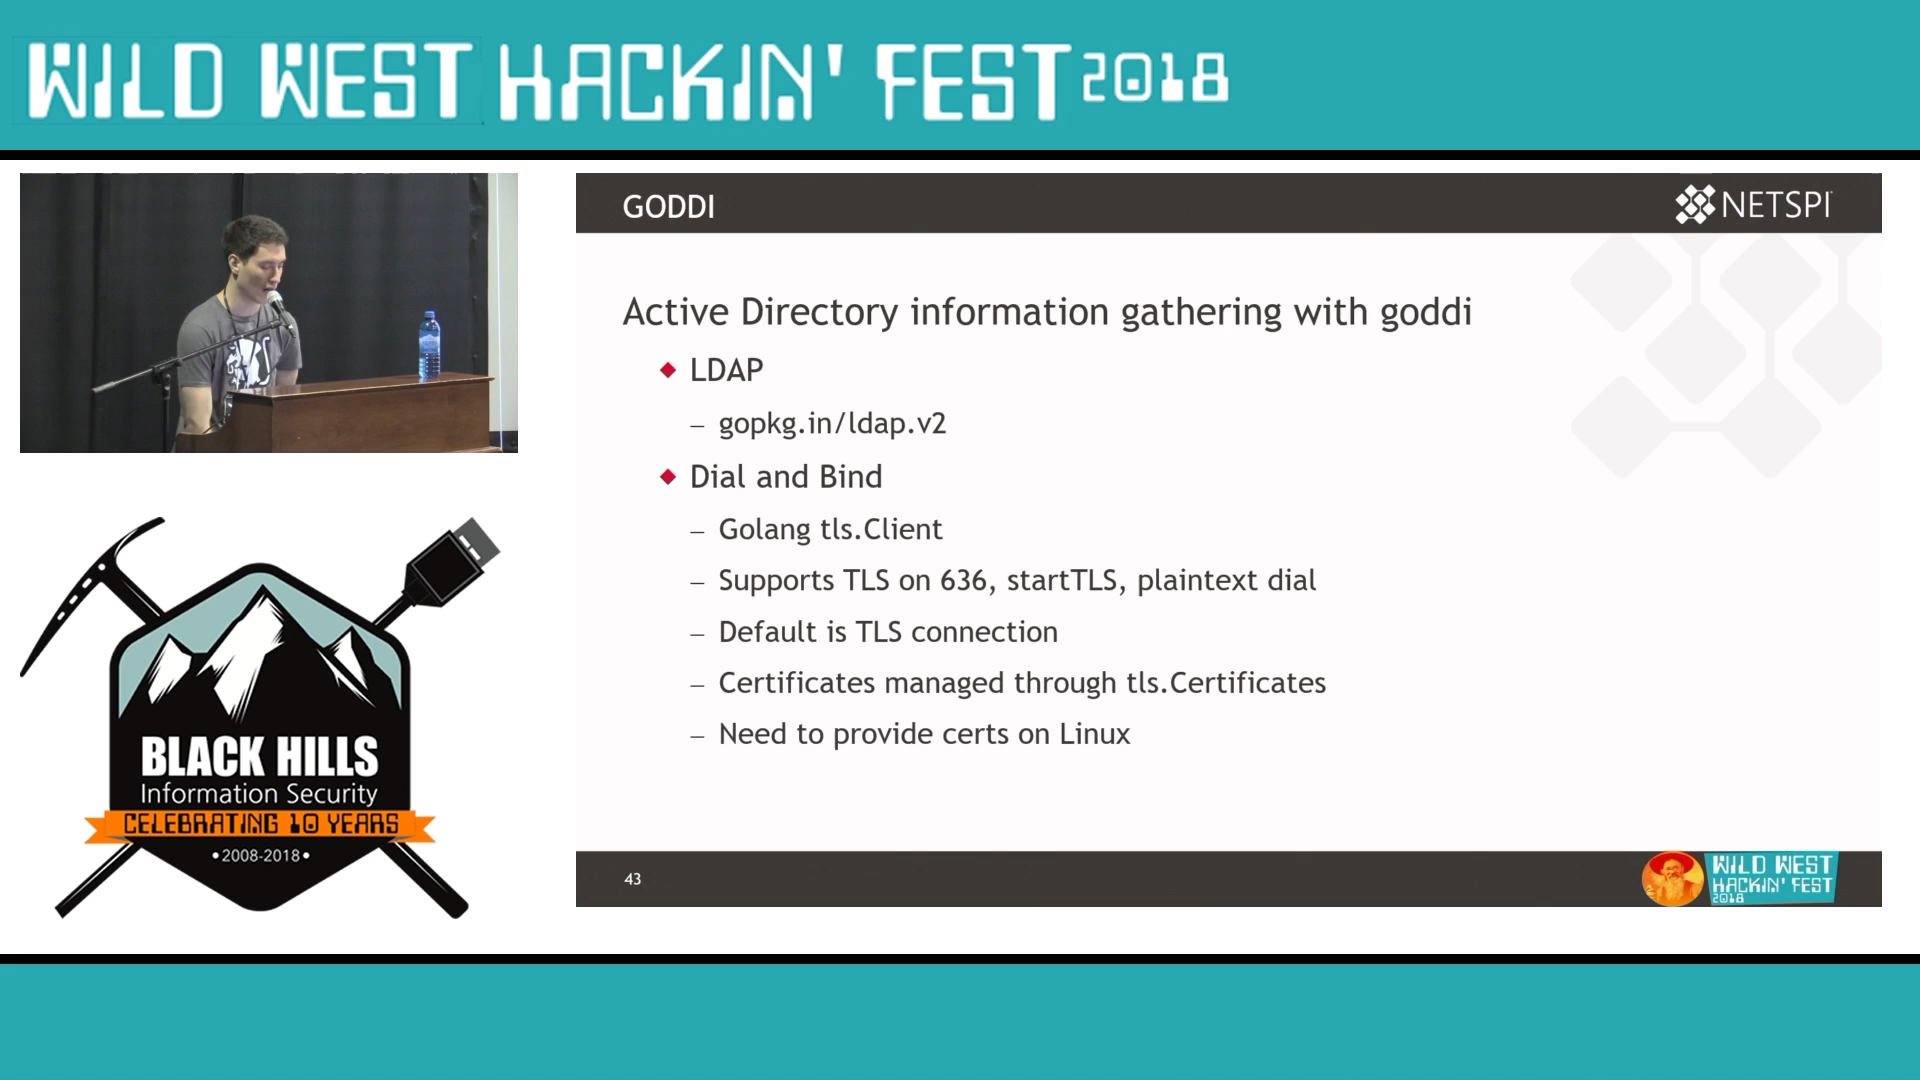 WILD WEST HACKIN' FEST 2018
GODDI
NETSPI
Active Directory information gathering with goddi
LDAP
– gopkg.in/ldap.v2
Dial and Bind
– Golang tls.Client
– Supports TLS on 636, startTLS, plaintext dial
– Default is TLS connection
– Certificates managed through tls.Certificates
– Need to provide certs on Linux
BLACK HILLS
Information Security
CELEBRATING 10 YEARS
•2008-2018•
43
WILD WEST
HACKIN' FEST
2018